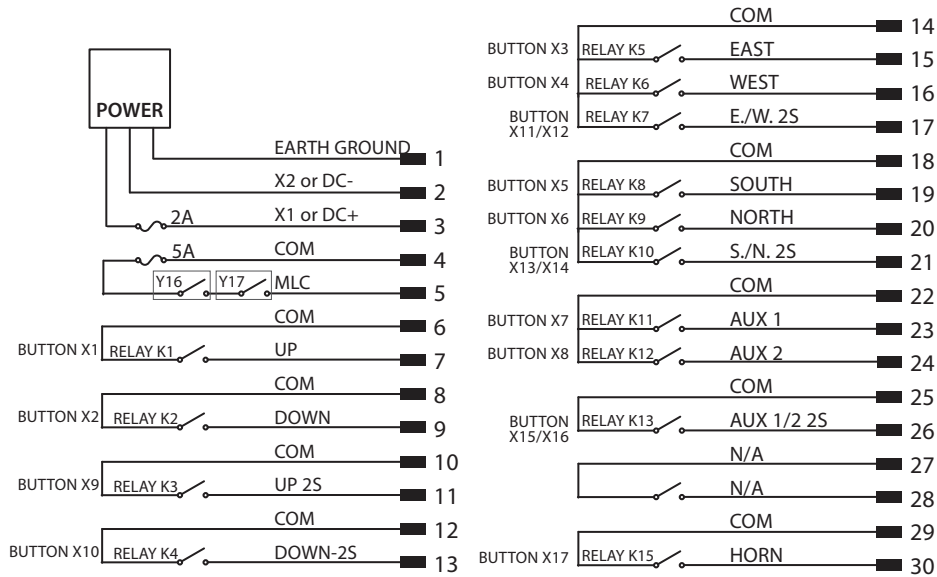 POWER
EARTH GROUND 1
X2 or DC- 2
2A X1 or DC+ 3
5A COM 4
Y16 Y17 MLC 5
COM 6
BUTTON X1 RELAY K1 UP 7
COM 8
BUTTON X2 RELAY K2 DOWN 9
COM 10
BUTTON X9 RELAY K3 UP 2S 11
COM 12
BUTTON X10 RELAY K4 DOWN-2S 13
COM 14
BUTTON X3 RELAY K5 EAST 15
BUTTON X4 RELAY K6 WEST 16
BUTTON
X11/X12 RELAY K7 E./W. 2S 17
COM 18
BUTTON X5 RELAY K8 SOUTH 19
BUTTON X6 RELAY K9 NORTH 20
BUTTON
X13/X14 RELAY K10 S./N. 2S 21
COM 22
BUTTON X7 RELAY K11 AUX 1 23
BUTTON X8 RELAY K12 AUX 2 24
COM 25
BUTTON
X15/X16 RELAY K13 AUX 1/2 2S 26
N/A 27
N/A 28
COM 29
BUTTON X17 RELAY K15 HORN 30